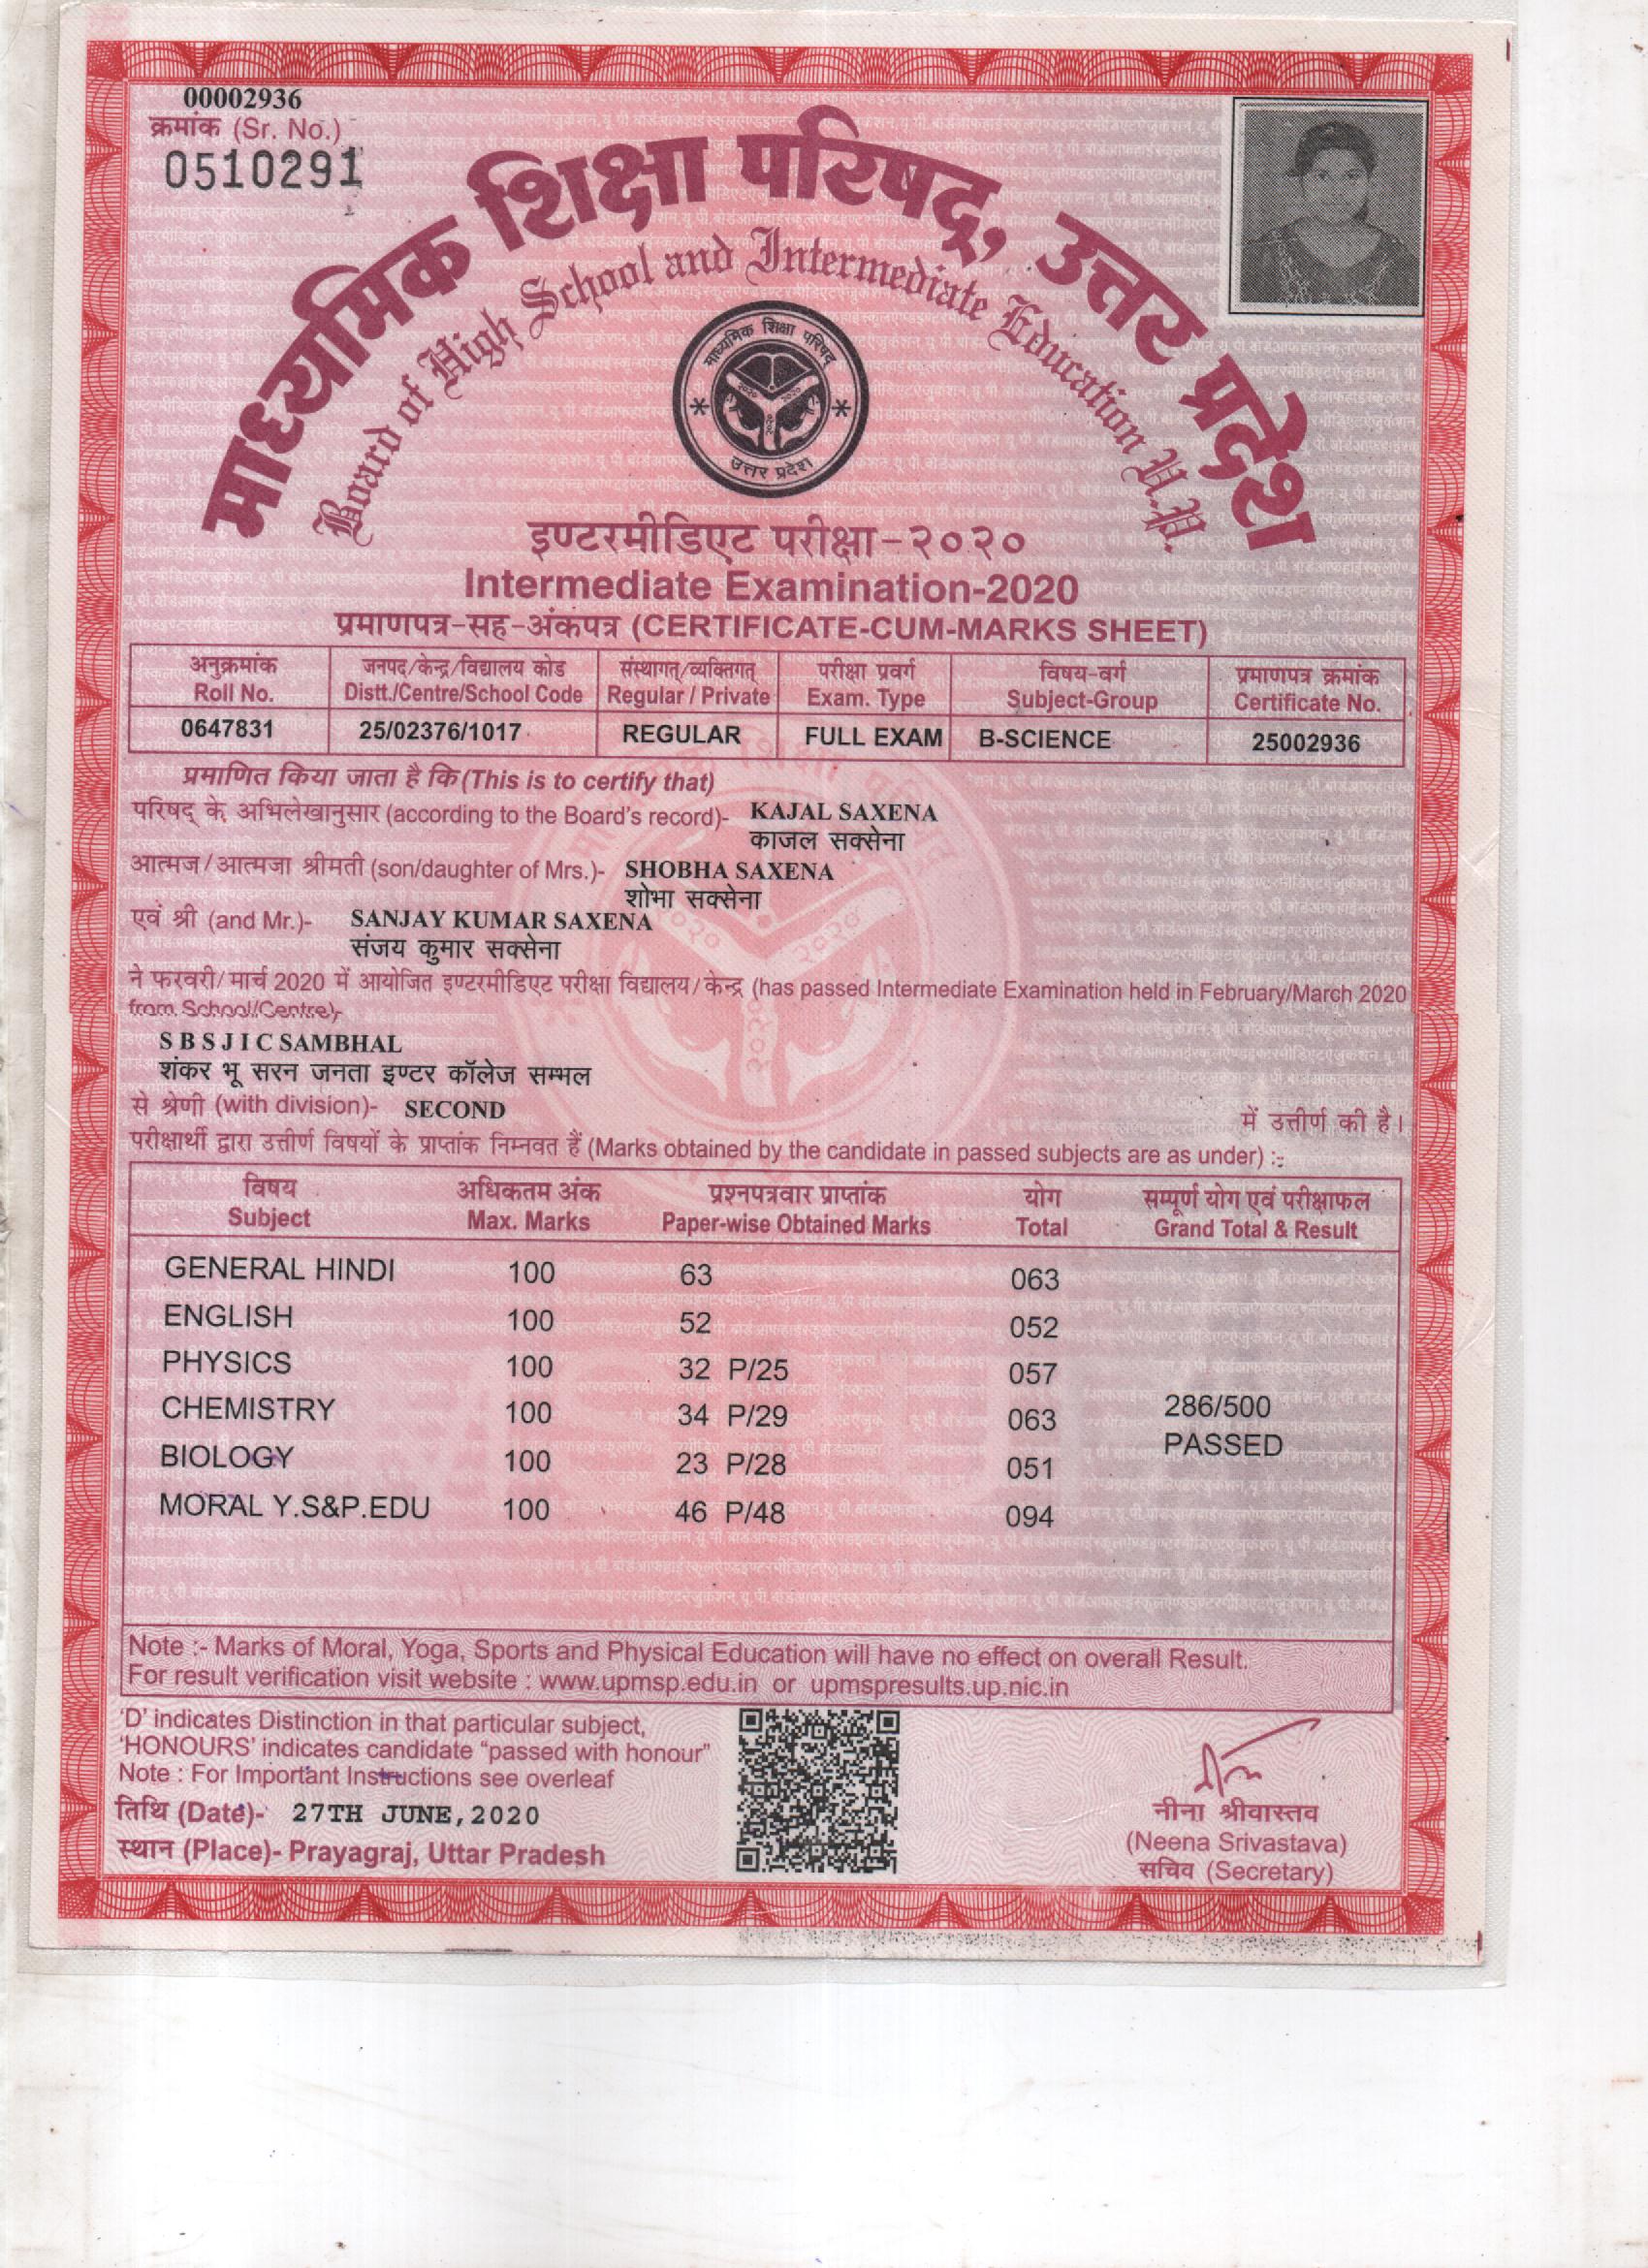 00002936
क्रमांक (Sr. No.)
0510291
माध्यमिक शिक्षा परिषद्, उत्तर प्रदेश
Board of High School and Intermediate Education U.P.
माध्यमिक शिक्षा परिषद्
उत्तर प्रदेश
इण्टरमीडिएट परीक्षा-२०२०
Intermediate Examination-2020
प्रमाणपत्र-सह-अंकपत्र (CERTIFICATE-CUM-MARKS SHEET)
अनुक्रमांक जनपद/केन्द्र/विद्यालय कोड संस्थागत्/व्यक्तिगत् परीक्षा प्रवर्ग विषय-वर्ग प्रमाणपत्र क्रमांक
Roll No. Distt./Centre/School Code Regular / Private Exam. Type Subject-Group Certificate No.
0647831 25/02376/1017 REGULAR FULL EXAM B-SCIENCE 25002936
प्रमाणित किया जाता है कि (This is to certify that)
परिषद् के अभिलेखानुसार (according to the Board's record)- KAJAL SAXENA
काजल सक्सेना
आत्मज/आत्मजा श्रीमती (son/daughter of Mrs.)- SHOBHA SAXENA
शोभा सक्सेना
एवं श्री (and Mr.)- SANJAY KUMAR SAXENA
संजय कुमार सक्सेना
ने फरवरी/मार्च 2020 में आयोजित इण्टरमीडिएट परीक्षा विद्यालय/केन्द्र (has passed Intermediate Examination held in February/March 2020
from School/Centre)-
S B S J I C SAMBHAL
शंकर भू सरन जनता इण्टर कॉलेज सम्भल
से श्रेणी (with division)- SECOND में उत्तीर्ण की है।
परीक्षार्थी द्वारा उत्तीर्ण विषयों के प्राप्तांक निम्नवत हैं (Marks obtained by the candidate in passed subjects are as under) :-
विषय अधिकतम अंक प्रश्नपत्रवार प्राप्तांक योग सम्पूर्ण योग एवं परीक्षाफल
Subject Max. Marks Paper-wise Obtained Marks Total Grand Total & Result
GENERAL HINDI 100 63 063
ENGLISH 100 52 052
PHYSICS 100 32 P/25 057
CHEMISTRY 100 34 P/29 063 286/500
PASSED
BIOLOGY 100 23 P/28 051
MORAL Y.S&P.EDU 100 46 P/48 094
Note :- Marks of Moral, Yoga, Sports and Physical Education will have no effect on overall Result.
For result verification visit website : www.upmsp.edu.in or upmspresults.up.nic.in
'D' indicates Distinction in that particular subject,
'HONOURS' indicates candidate "passed with honour"
Note : For Important Instructions see overleaf
तिथि (Date)- 27TH JUNE, 2020
स्थान (Place)- Prayagraj, Uttar Pradesh
नीना श्रीवास्तव
(Neena Srivastava)
सचिव (Secretary)